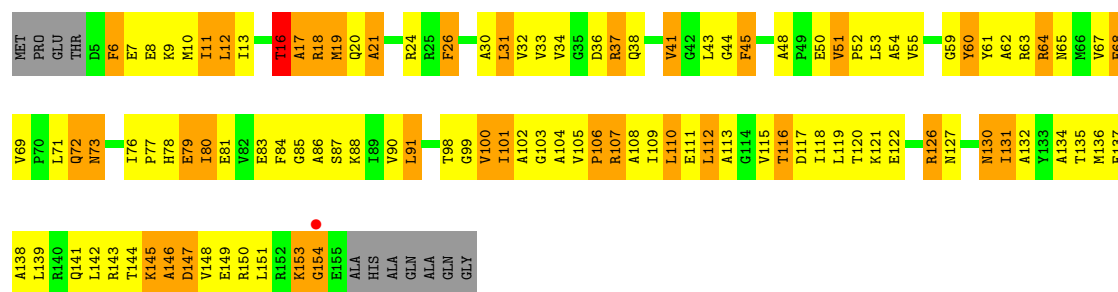 MET PRO GLU THR D5 F6 E7 E8 K9 M10 I11 L12 I13 T16 A17 R18 M19 Q20 A21 R24 R25 F26 A30 L31 V32 V33 V34 G35 D36 R37 Q38 V41 G42 L43 G44 F45 A48 P49 E50 V51 P52 L53 A54 V55 G59 Y60 Y61 A62 R63 R64 N65 M66 V67 E68
V69 P70 L71 Q72 N73 I76 P77 H78 E79 I80 E81 V82 E83 F84 G85 A86 S87 K88 I89 V90 L91 T98 G99 V100 I101 A102 G103 A104 V105 P106 R107 A108 I109 L110 E111 L112 A113 G114 V115 T116 D117 I118 L119 T120 K121 E122 R126 N127 N130 I131 A132 Y133 A134 T135 M136 E137
A138 L139 R140 Q141 L142 R143 T144 K145 A146 D147 V148 E149 R150 L151 R152 K153 G154 E155 ALA HIS ALA GLN ALA GLN GLY